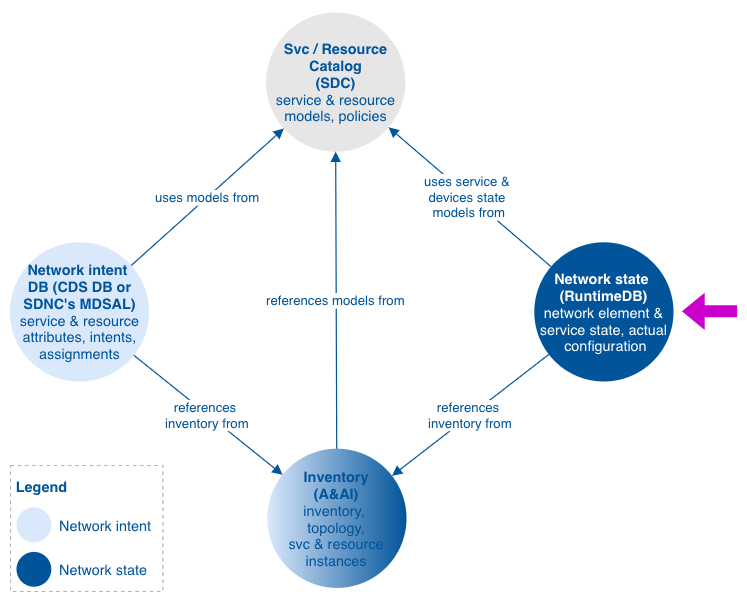 Svc / Resource
Catalog
(SDC)
service & resource
models, policies
uses models from
uses service &
devices state
models from
Network intent
DB (CDS DB or
SDNC's MDSAL)
service & resource
attributes, intents,
assignments
references models from
Network state
(RuntimeDB)
network element &
service state, actual
configuration
references
inventory from
references
inventory from
Inventory
(A&AI)
inventory,
topology,
svc & resource
instances
Legend
Network intent
Network state